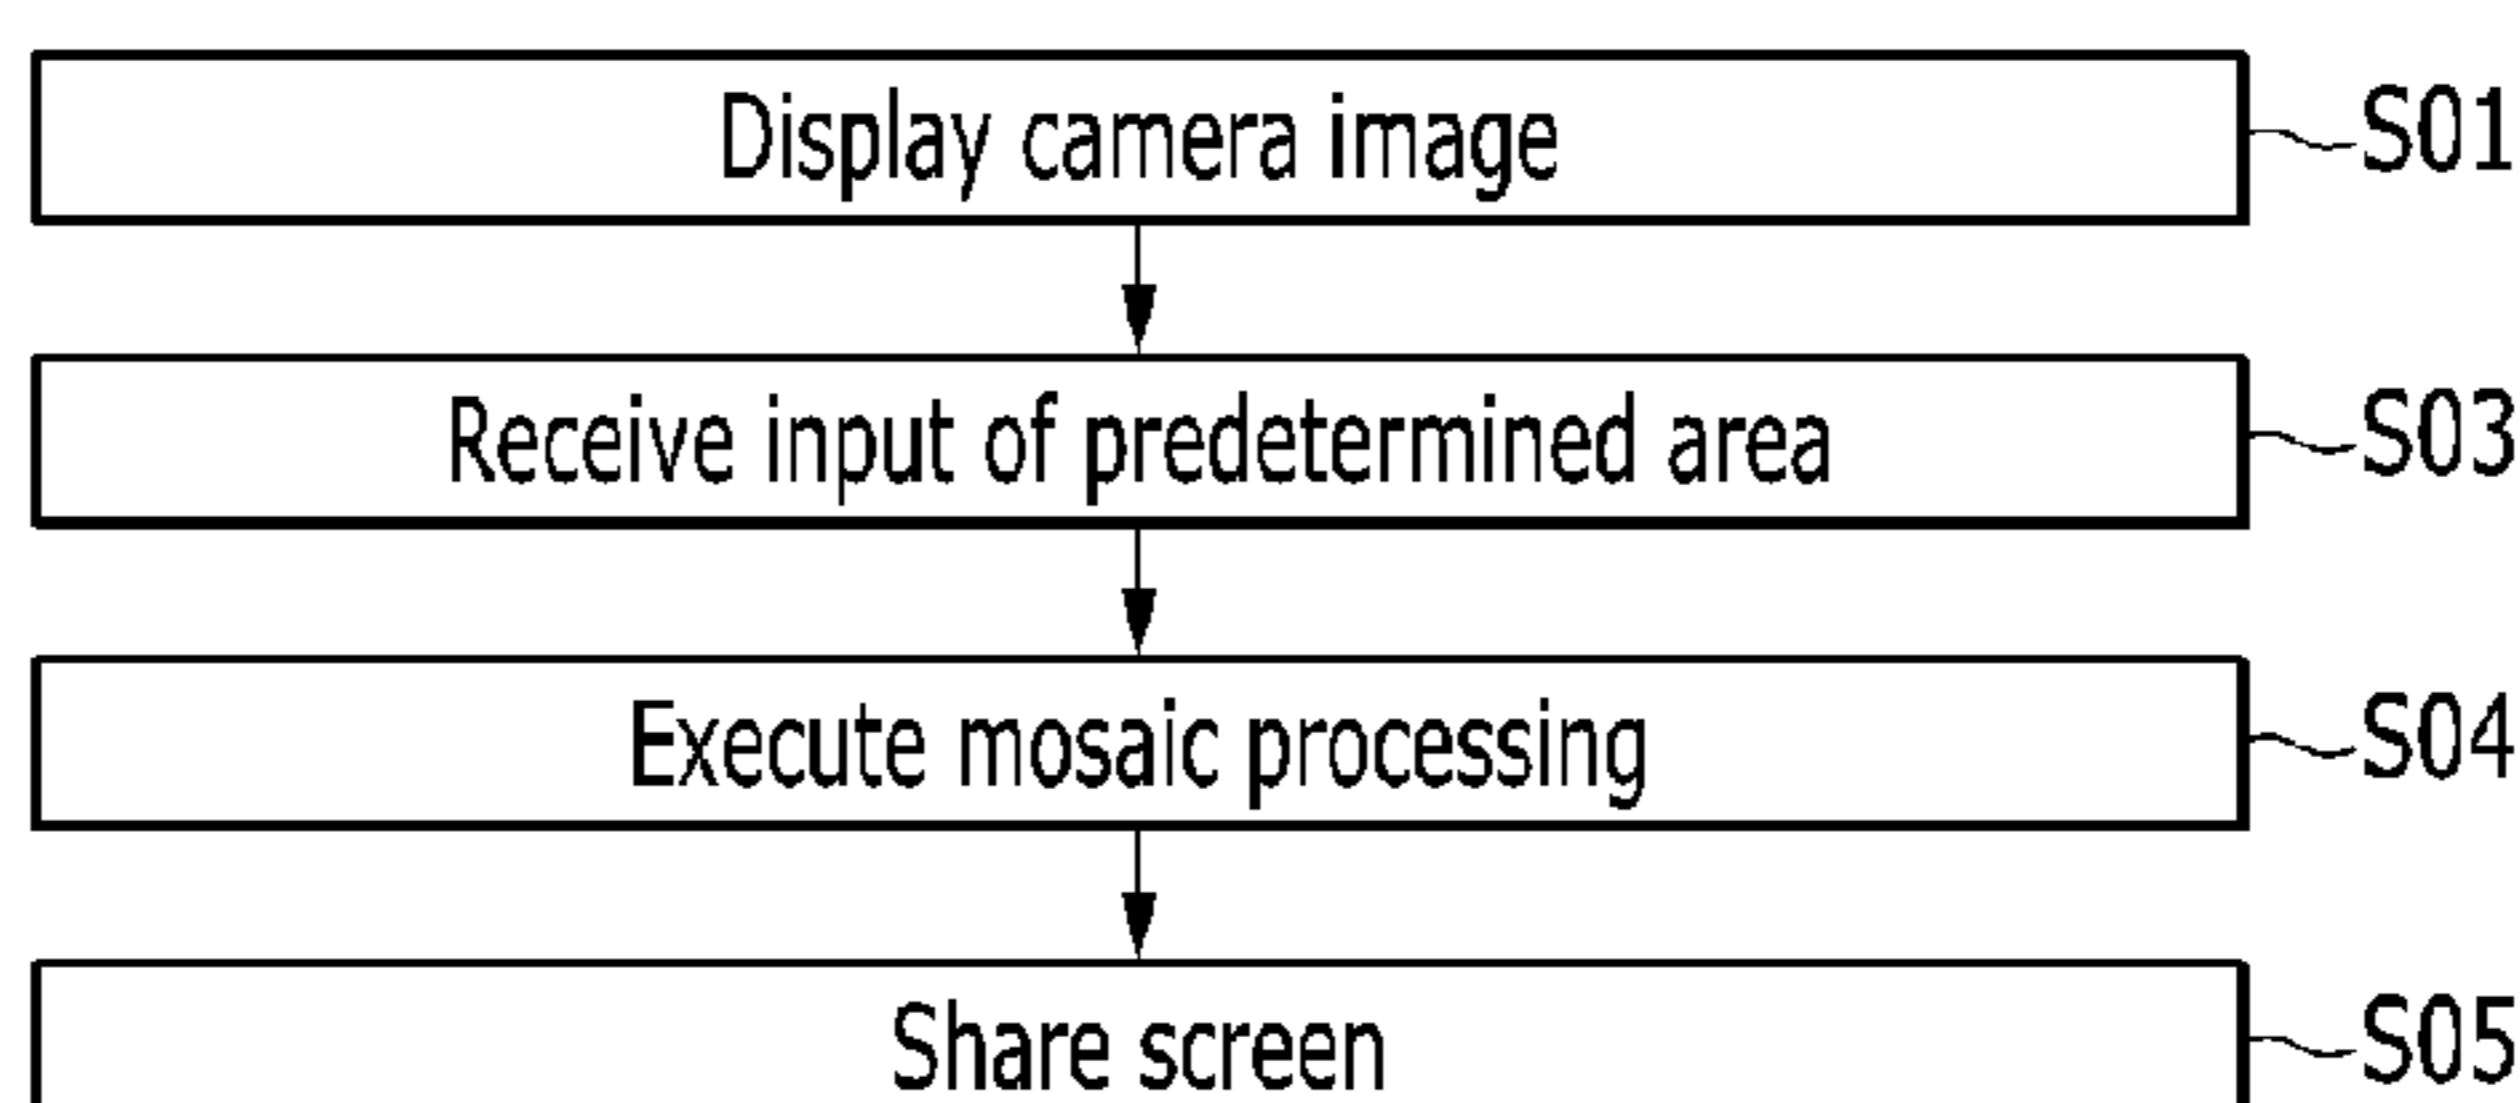 Display camera image S01
Receive input of predetermined area S03
Execute mosaic processing S04
Share screen S05